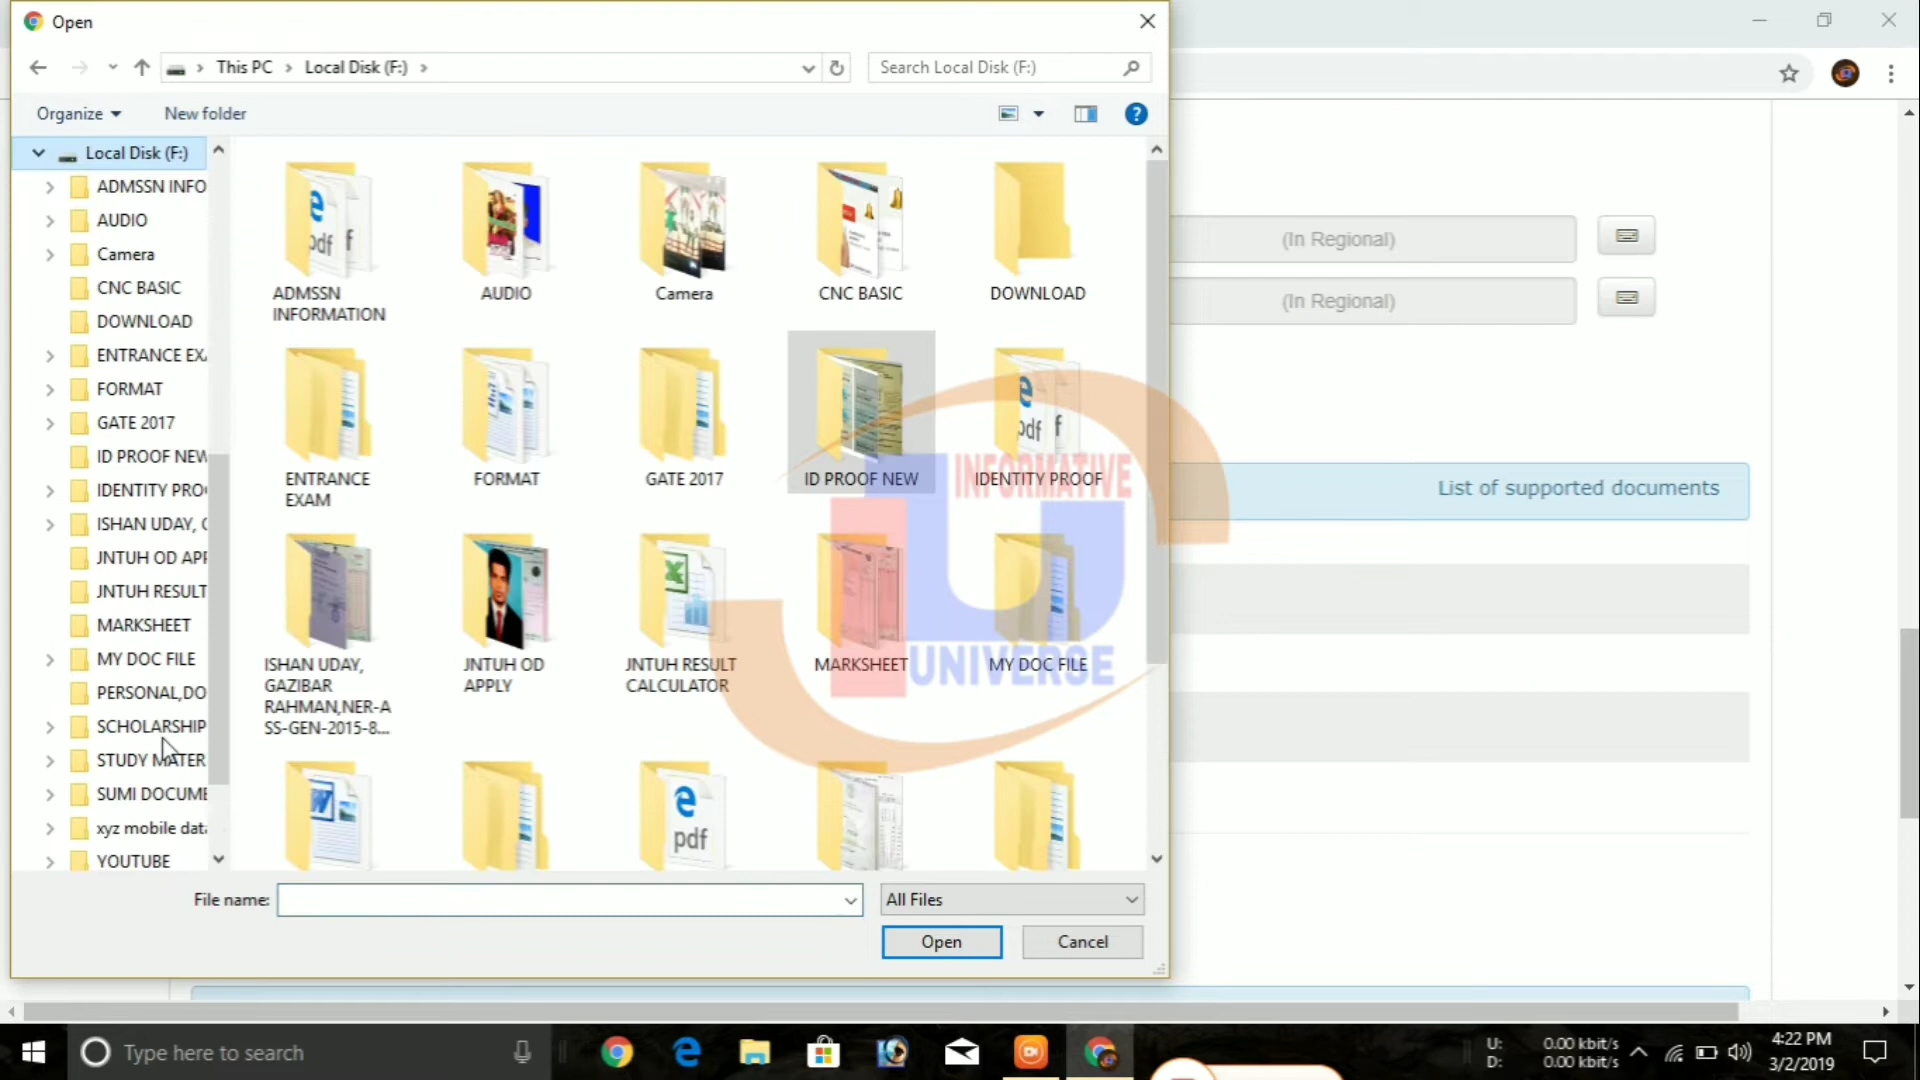 Open
This PC
Local Disk (F:)
Search Local Disk (F:)
Organize
New folder
Local Disk (F:)
ADMSSN INFO
AUDIO
Camera
CNC BASIC
DOWNLOAD
ENTRANCE EX
FORMAT
GATE 2017
ID PROOF NEW
IDENTITY PRO
ISHAN UDAY,
JNTUH OD AP
JNTUH RESULT
MARKSHEET
MY DOC FILE
PERSONAL,DO
SCHOLARSHIP
STUDY MATER
SUMI DOCUME
xyz mobile dat
YOUTUBE
ADMSSN
INFORMATION
AUDIO
Camera
CNC BASIC
DOWNLOAD
ENTRANCE
EXAM
FORMAT
GATE 2017
ID PROOF NEW
IDENTITY PROOF
ISHAN UDAY,
GAZIBAR
RAHMAN,NER-A
SS-GEN-2015-8...
JNTUH OD
APPLY
JNTUH RESULT
CALCULATOR
MARKSHEET
MY DOC FILE
pdf
INFORMATIVE
UNIVERSE
File name:
All Files
Open
Cancel
(In Regional)
(In Regional)
List of supported documents
Type here to search
U: 0.00 kbit/s
D: 0.00 kbit/s
4:22 PM
3/2/2019